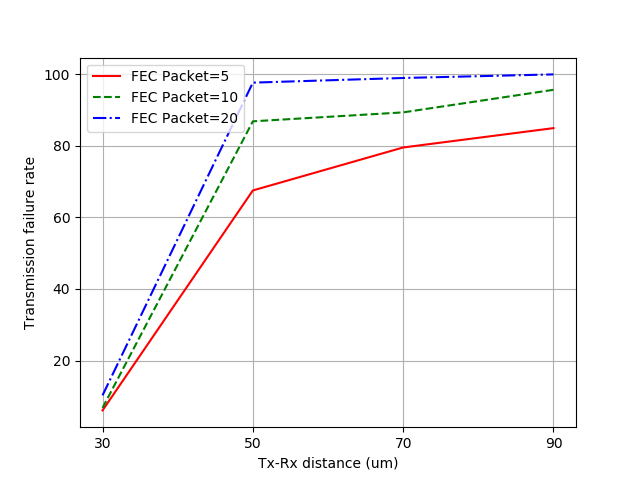 FEC Packet=5
FEC Packet=10
FEC Packet=20
Transmission failure rate
100
80
60
40
20
30 50 70 90
Tx-Rx distance (um)